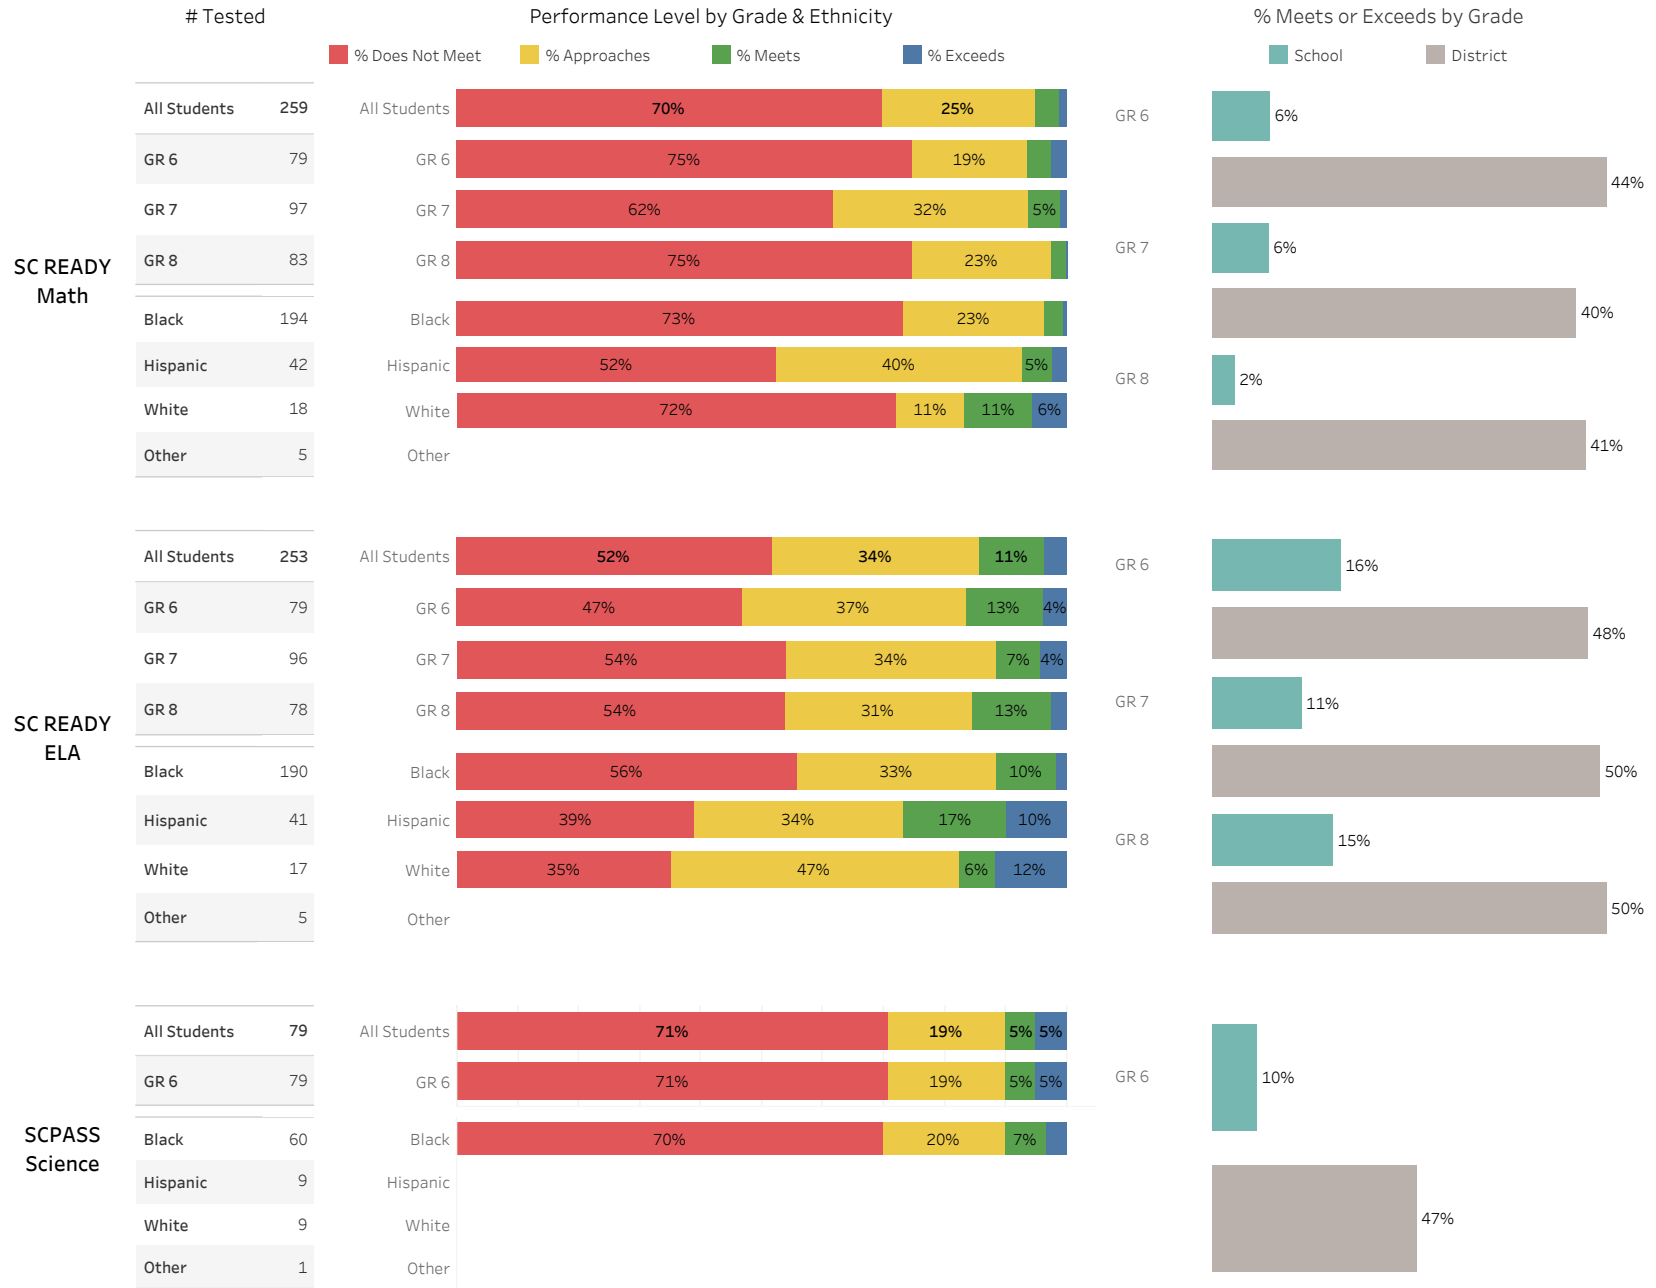 # Tested
Performance Level by Grade & Ethnicity
% Meets or Exceeds by Grade
% Does Not Meet
% Approaches
% Meets
% Exceeds
School
District
SC READY
Math
All Students 259
GR 6 79
GR 7 97
GR 8 83
Black 194
Hispanic 42
White 18
Other 5
All Students 70% 25%
GR 6 75% 19%
GR 7 62% 32% 5%
GR 8 75% 23%
Black 73% 23%
Hispanic 52% 40% 5%
White 72% 11% 11% 6%
Other
GR 6 6%
44%
GR 7 6%
40%
GR 8 2%
41%
SC READY
ELA
All Students 253
GR 6 79
GR 7 96
GR 8 78
Black 190
Hispanic 41
White 17
Other 5
All Students 52% 34% 11%
GR 6 47% 37% 13% 4%
GR 7 54% 34% 7% 4%
GR 8 54% 31% 13%
Black 56% 33% 10%
Hispanic 39% 34% 17% 10%
White 35% 47% 6% 12%
Other
GR 6 16%
48%
GR 7 11%
50%
GR 8 15%
50%
SCPASS
Science
All Students 79
GR 6 79
Black 60
Hispanic 9
White 9
Other 1
All Students 71% 19% 5% 5%
GR 6 71% 19% 5% 5%
Black 70% 20% 7%
Hispanic
White
Other
GR 6 10%
47%